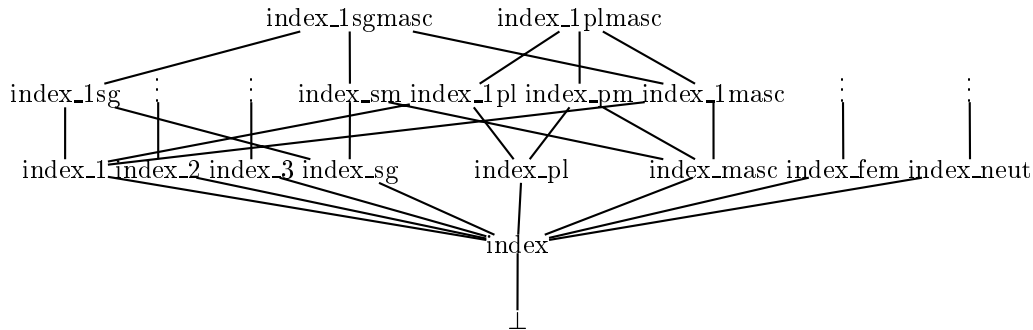 index_1sgmasc index_1plmasc
index_1sg ⋮ ⋮ index_sm index_1pl index_pm index_1masc ⋮ ⋮
index_1 index_2 index_3 index_sg index_pl index_masc index_fem index_neut
index
⊥